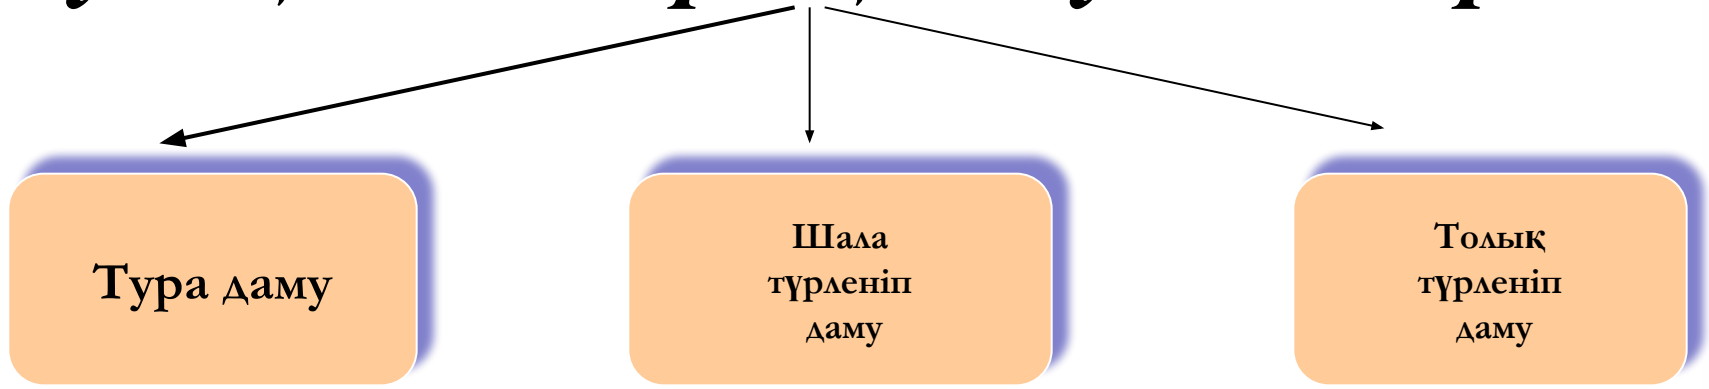 Тура даму
Шала
түрленіп
даму
Толық
түрленіп
даму